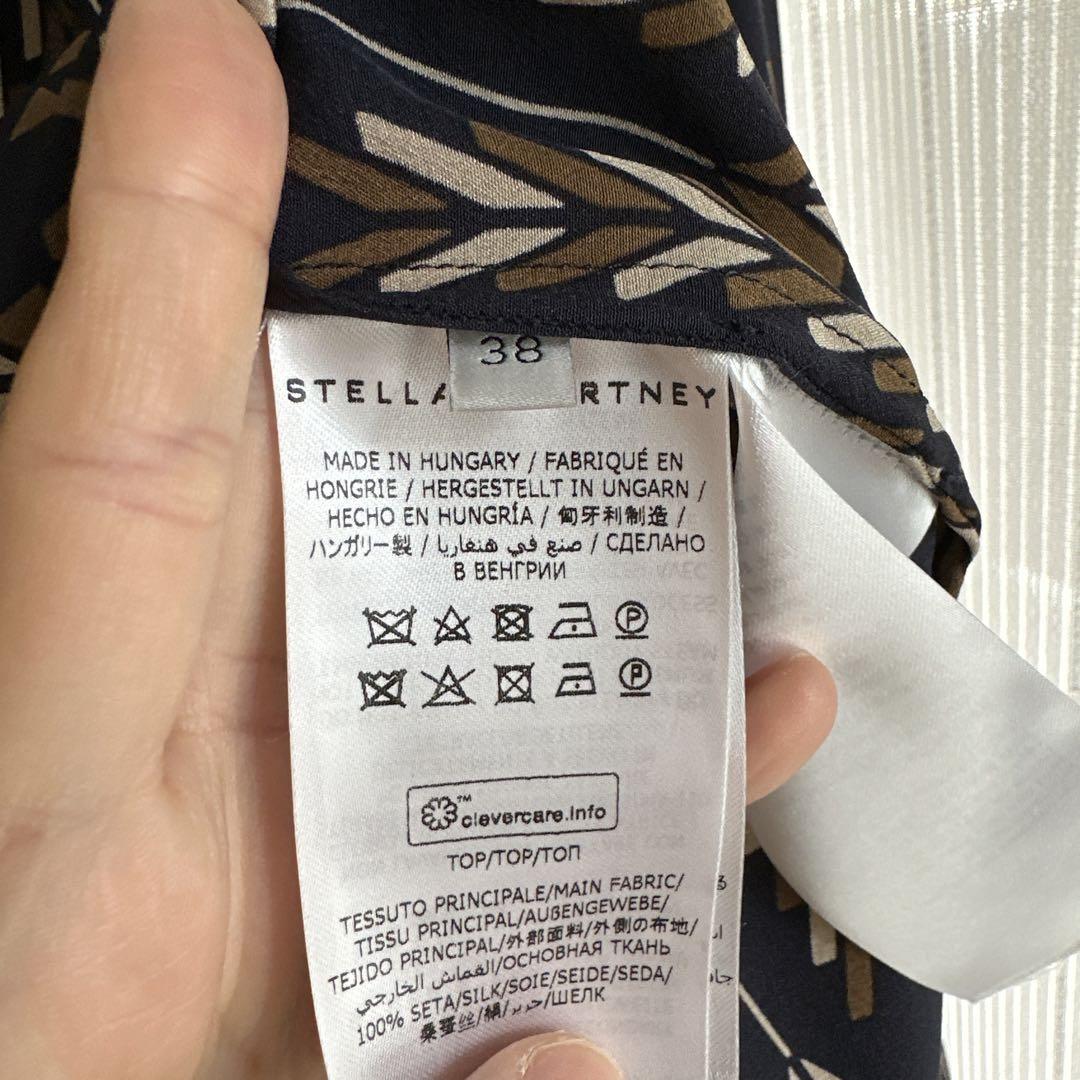 38
STELLA RTNEY
MADE IN HUNGARY / FABRIQUÉ EN
HONGRIE / HERGESTELLT IN UNGARN /
HECHO EN HUNGRÍA / 匈牙利制造 /
ハンガリー製 / صنع في هنغاريا / СДЕЛАНО
В ВЕНГРИИ
P
P
™ clevercare.info
TOP/TOP/ТОП
TESSUTO PRINCIPALE/MAIN FABRIC/
TISSU PRINCIPAL/AUßENGEWEBE/
TEJIDO PRINCIPAL/外部面料/外側の布地/
القماش الخارجي/ОСНОВНАЯ ТКАНЬ
100% SETA/SILK/SOIE/SEIDE/SEDA/
桑蚕丝/絹/حرير/ШЕЛК